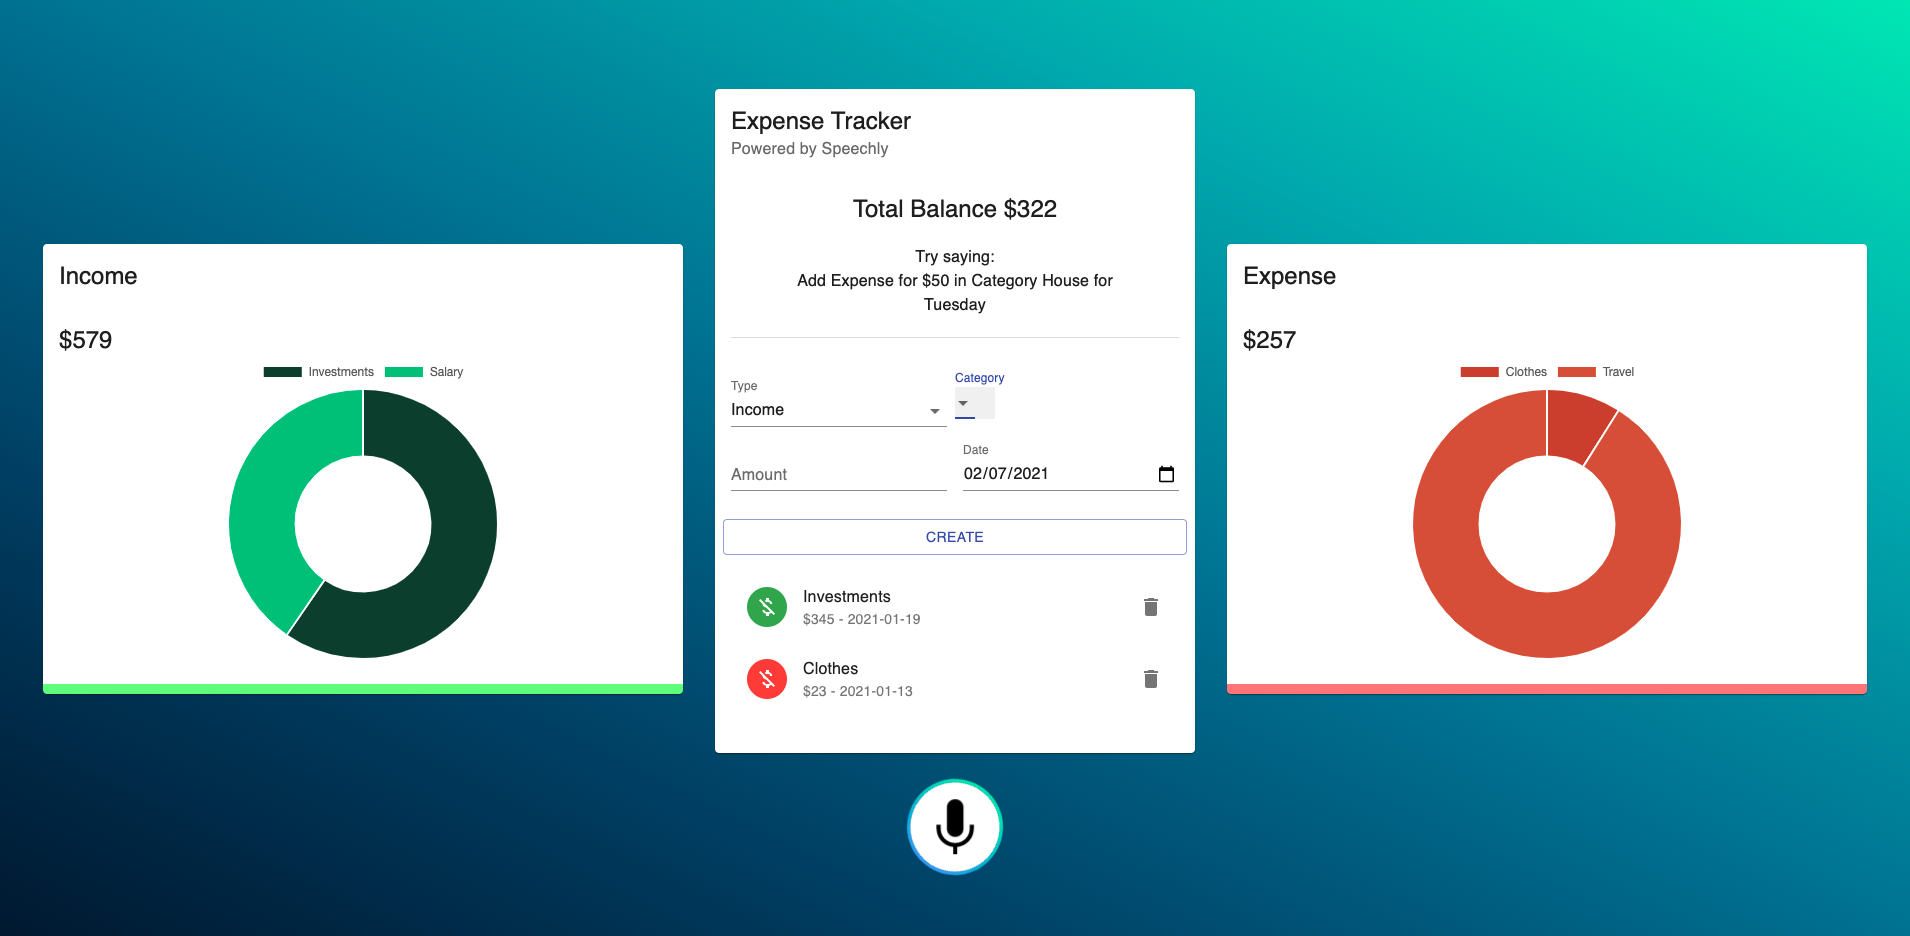 Income
$579
Investments Salary
Expense Tracker
Powered by Speechly
Total Balance $322
Try saying:
Add Expense for $50 in Category House for
Tuesday
Type
Income
Category
Amount
Date
02/07/2021
CREATE
Investments
$345 - 2021-01-19
Clothes
$23 - 2021-01-13
Expense
$257
Clothes Travel